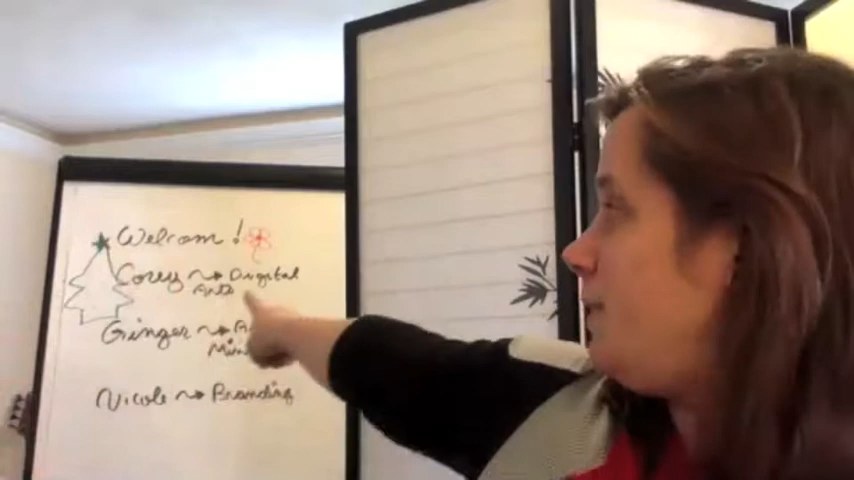 Welcom!
Corey → Digital
Arts
Ginger →
Nicole → Branding